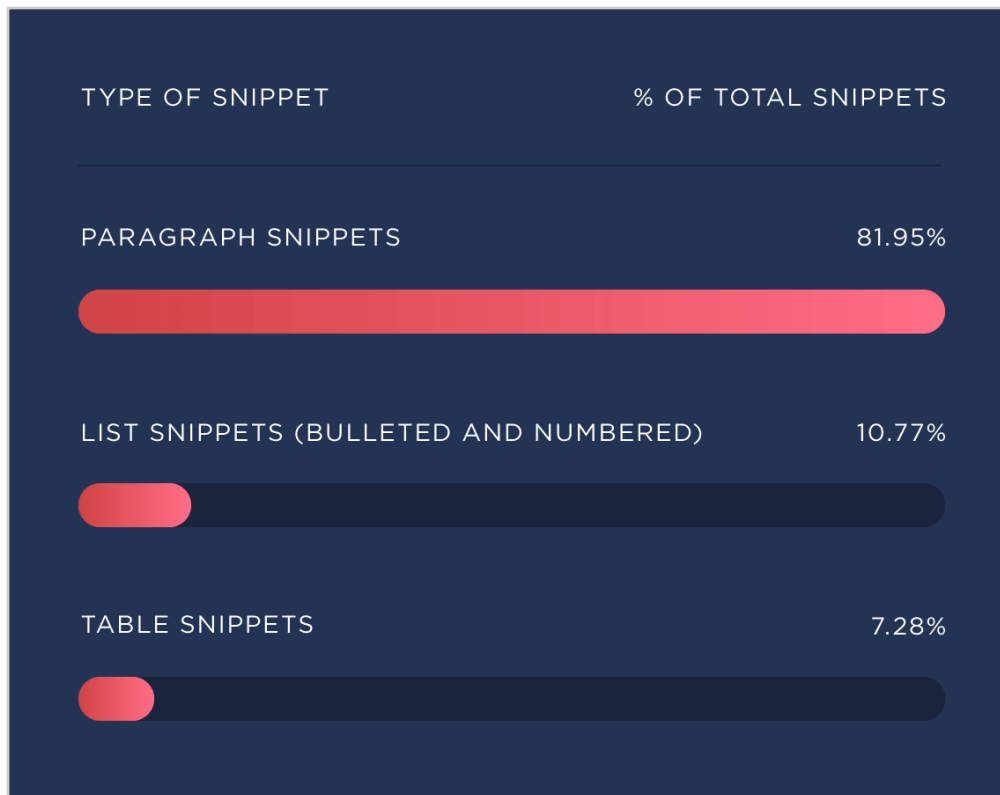 TYPE OF SNIPPET % OF TOTAL SNIPPETS
PARAGRAPH SNIPPETS 81.95%
LIST SNIPPETS (BULLETED AND NUMBERED) 10.77%
TABLE SNIPPETS 7.28%